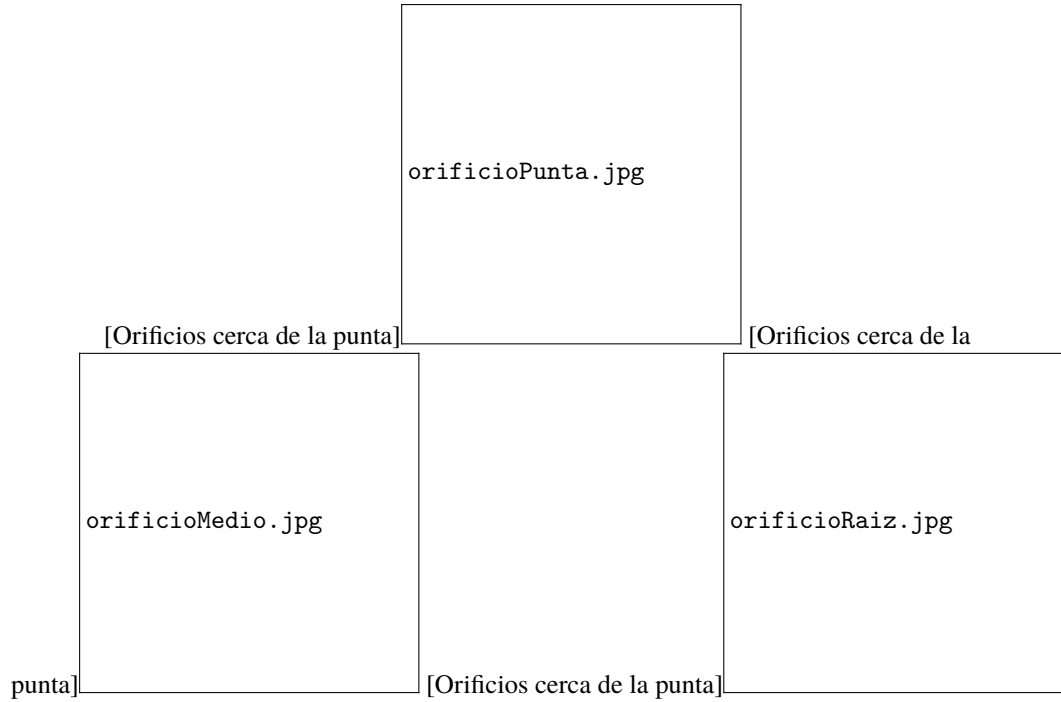 orificioPunta.jpg
[Orificios cerca de la punta] [Orificios cerca de la
orificioMedio.jpg orificioRaiz.jpg
punta] [Orificios cerca de la punta]